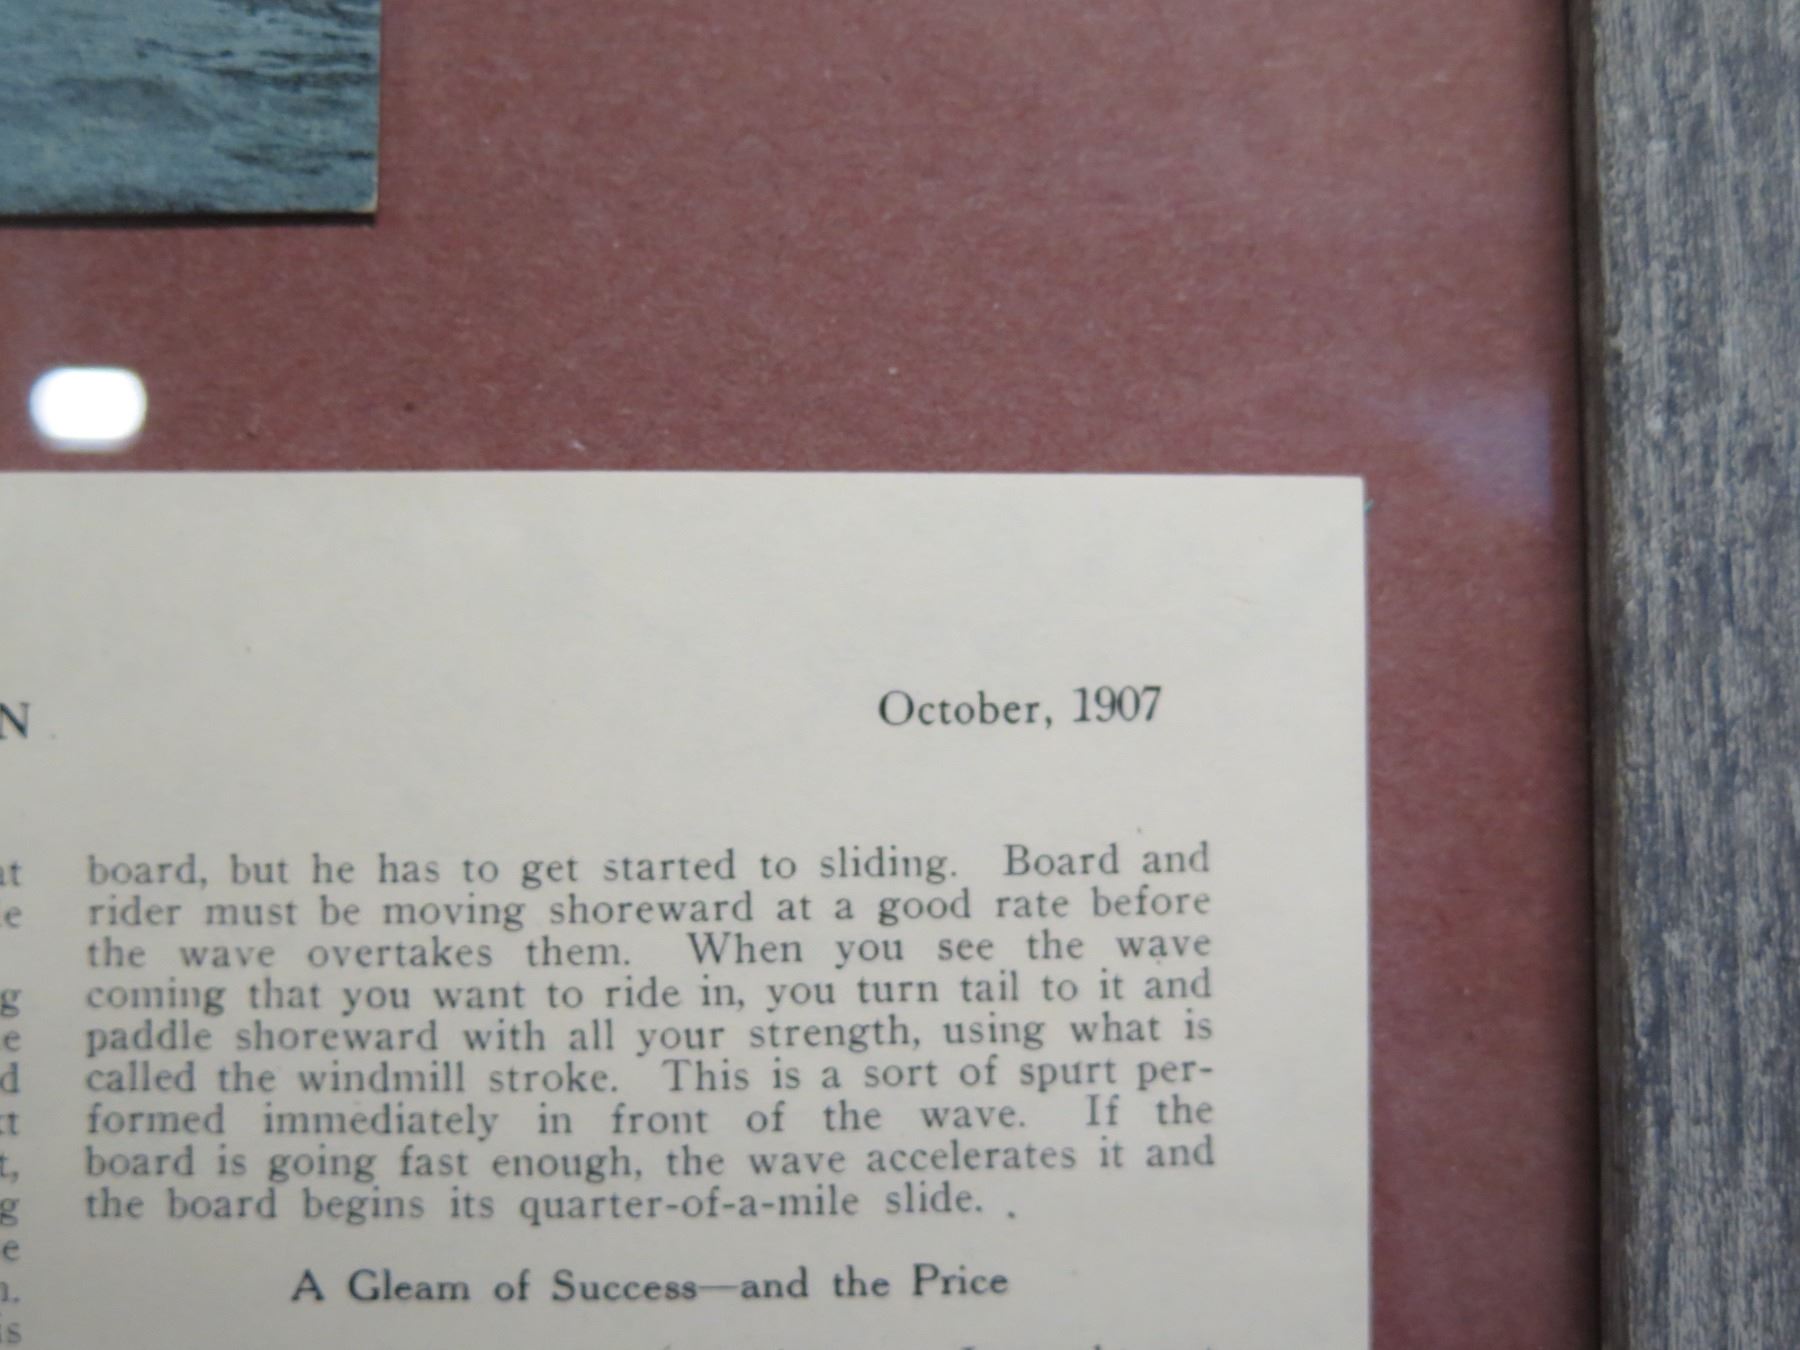 N
October, 1907
at
e
g
e
d
t
t,
g
e
n.
is
board, but he has to get started to sliding. Board and
rider must be moving shoreward at a good rate before
the wave overtakes them. When you see the wave
coming that you want to ride in, you turn tail to it and
paddle shoreward with all your strength, using what is
called the windmill stroke. This is a sort of spurt per-
formed immediately in front of the wave. If the
board is going fast enough, the wave accelerates it and
the board begins its quarter-of-a-mile slide.
A Gleam of Success—and the Price